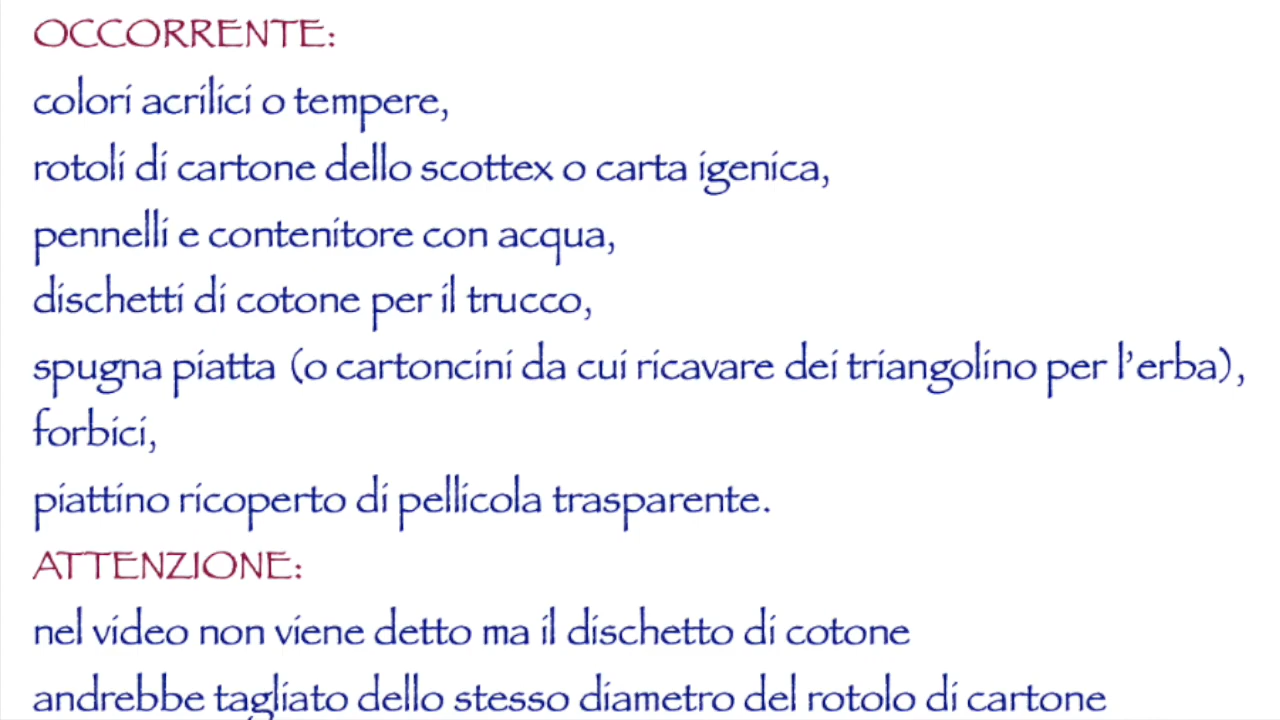 OCCORRENTE:
colori acrilici o tempere,
rotoli di cartone dello scottex o carta igenica,
pennelli e contenitore con acqua,
dischetti di cotone per il trucco,
spugna piatta (o cartoncini da cui ricavare dei triangolino per l'erba),
forbici,
piattino ricoperto di pellicola trasparente.
ATTENZIONE:
nel video non viene detto ma il dischetto di cotone
andrebbe tagliato dello stesso diametro del rotolo di cartone